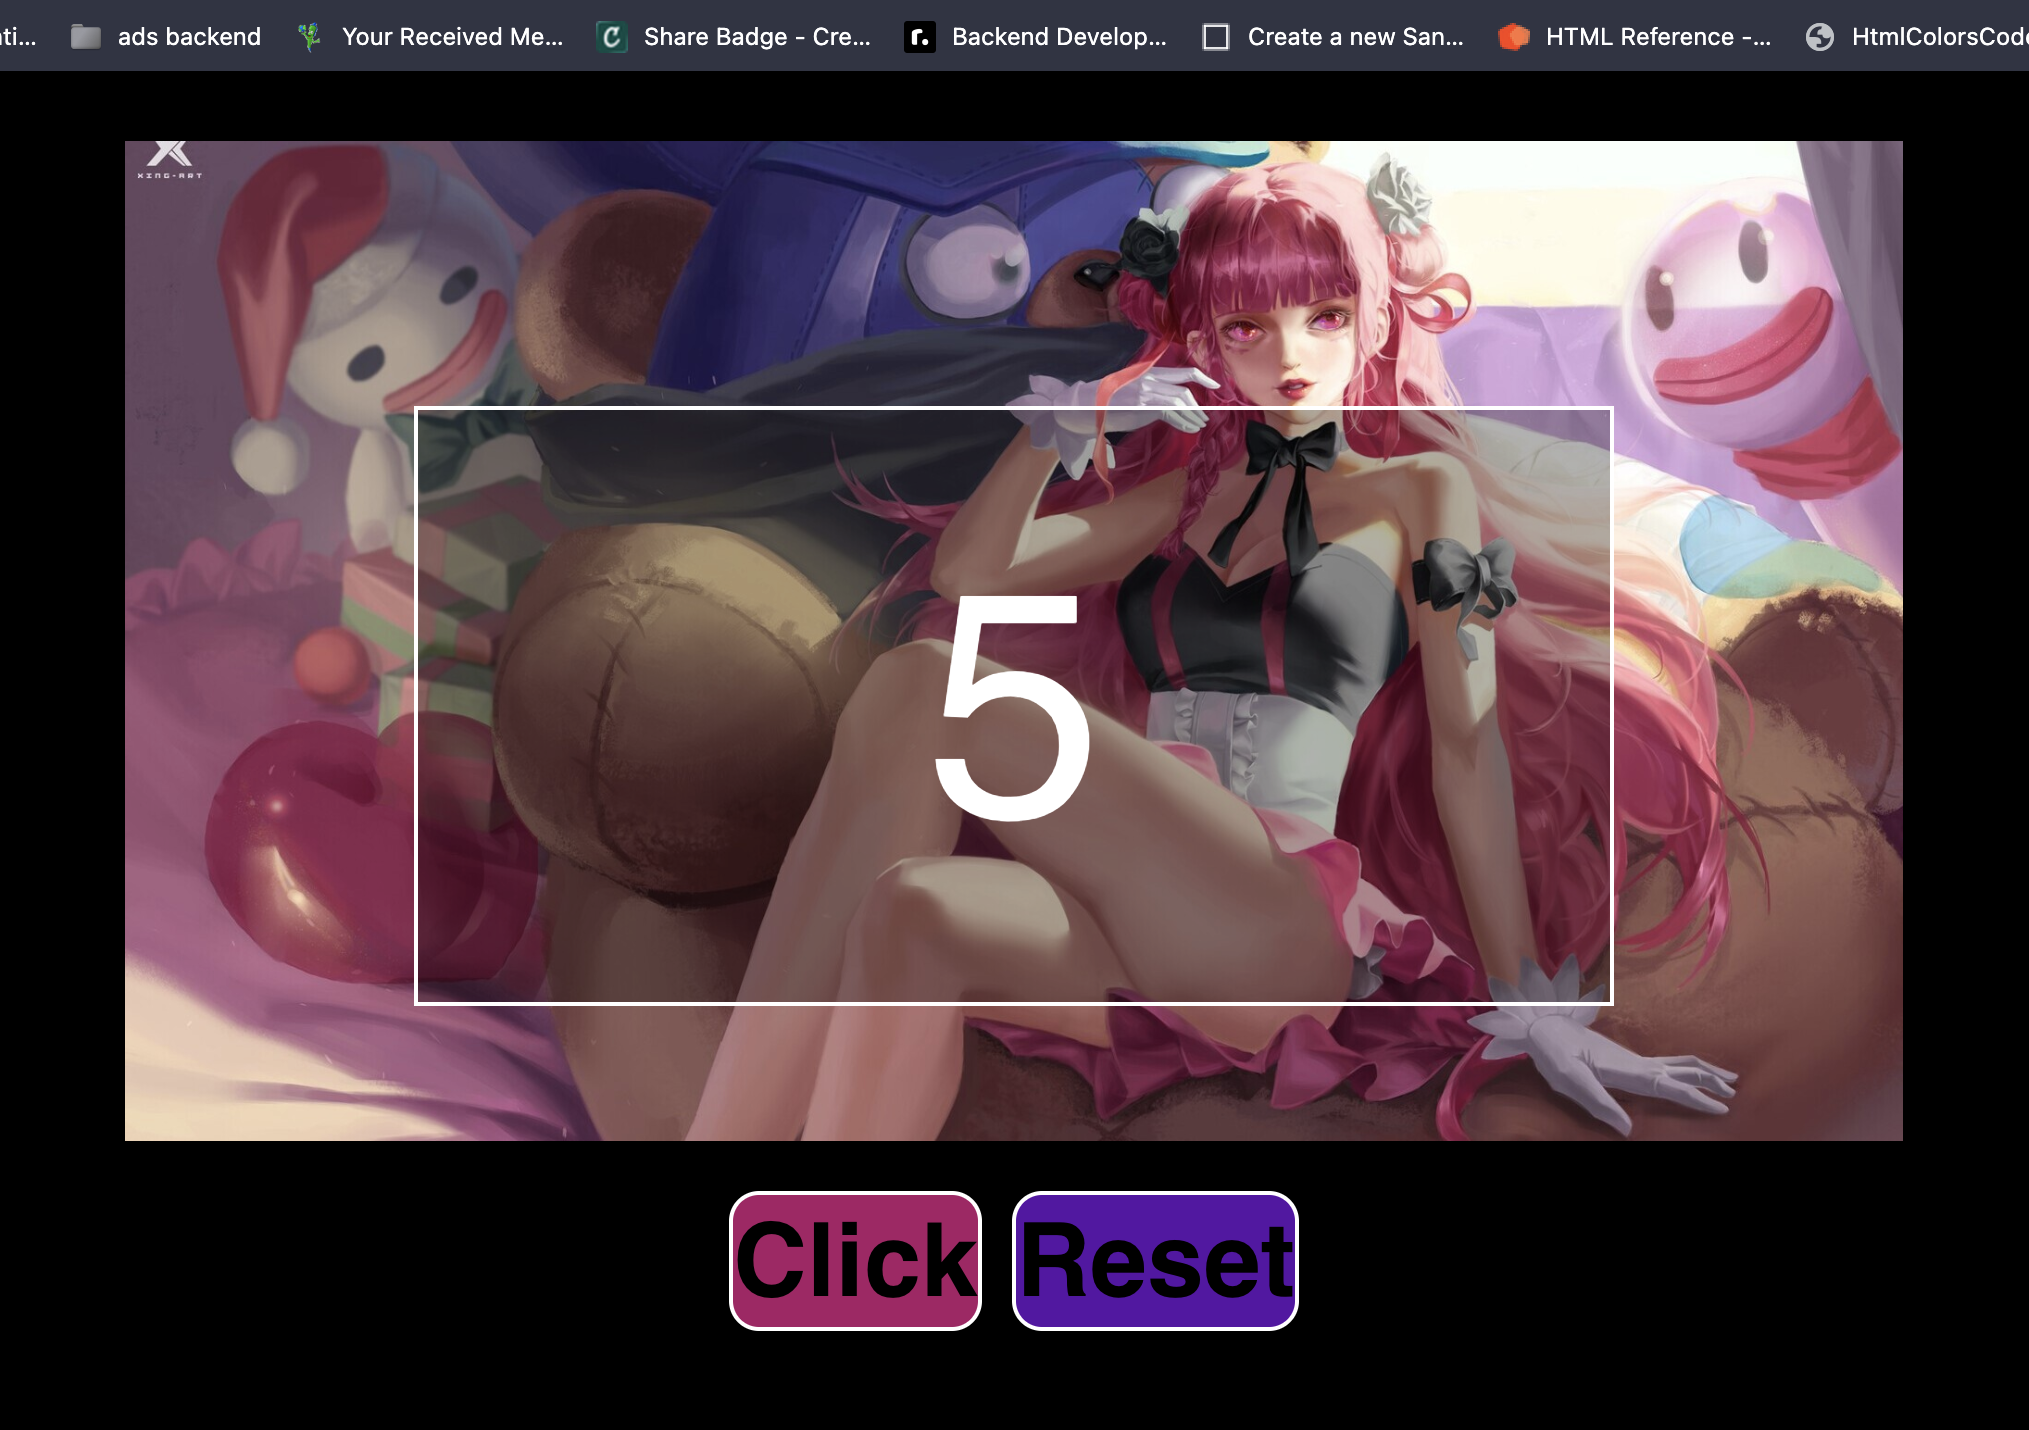 ti...
ads backend
Your Received Me...
Share Badge - Cre...
Backend Develop...
Create a new San...
HTML Reference -...
HtmlColorsCod
XING-ART
5
Click
Reset